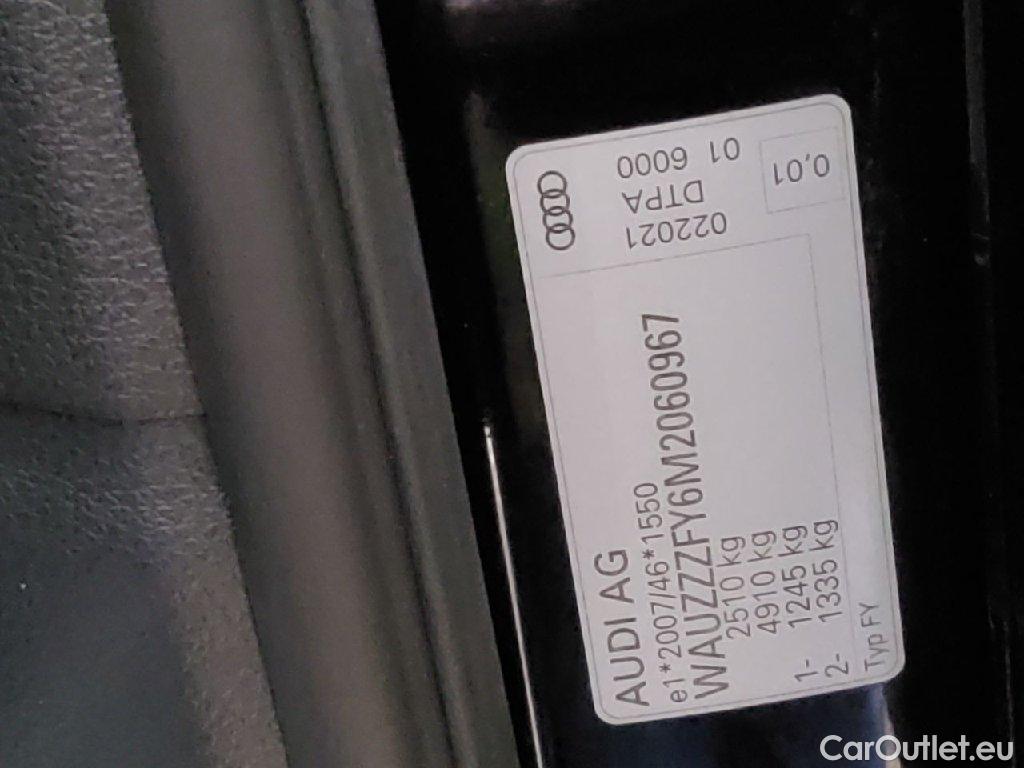 AUDI AG
e1*2007/46*1550
WAUZZZFY6M2060967
2510 kg
4910 kg
1- 1245 kg
2- 1335 kg
Typ FY
022021
DTPA
01 6000
0,01
CarOutlet.eu